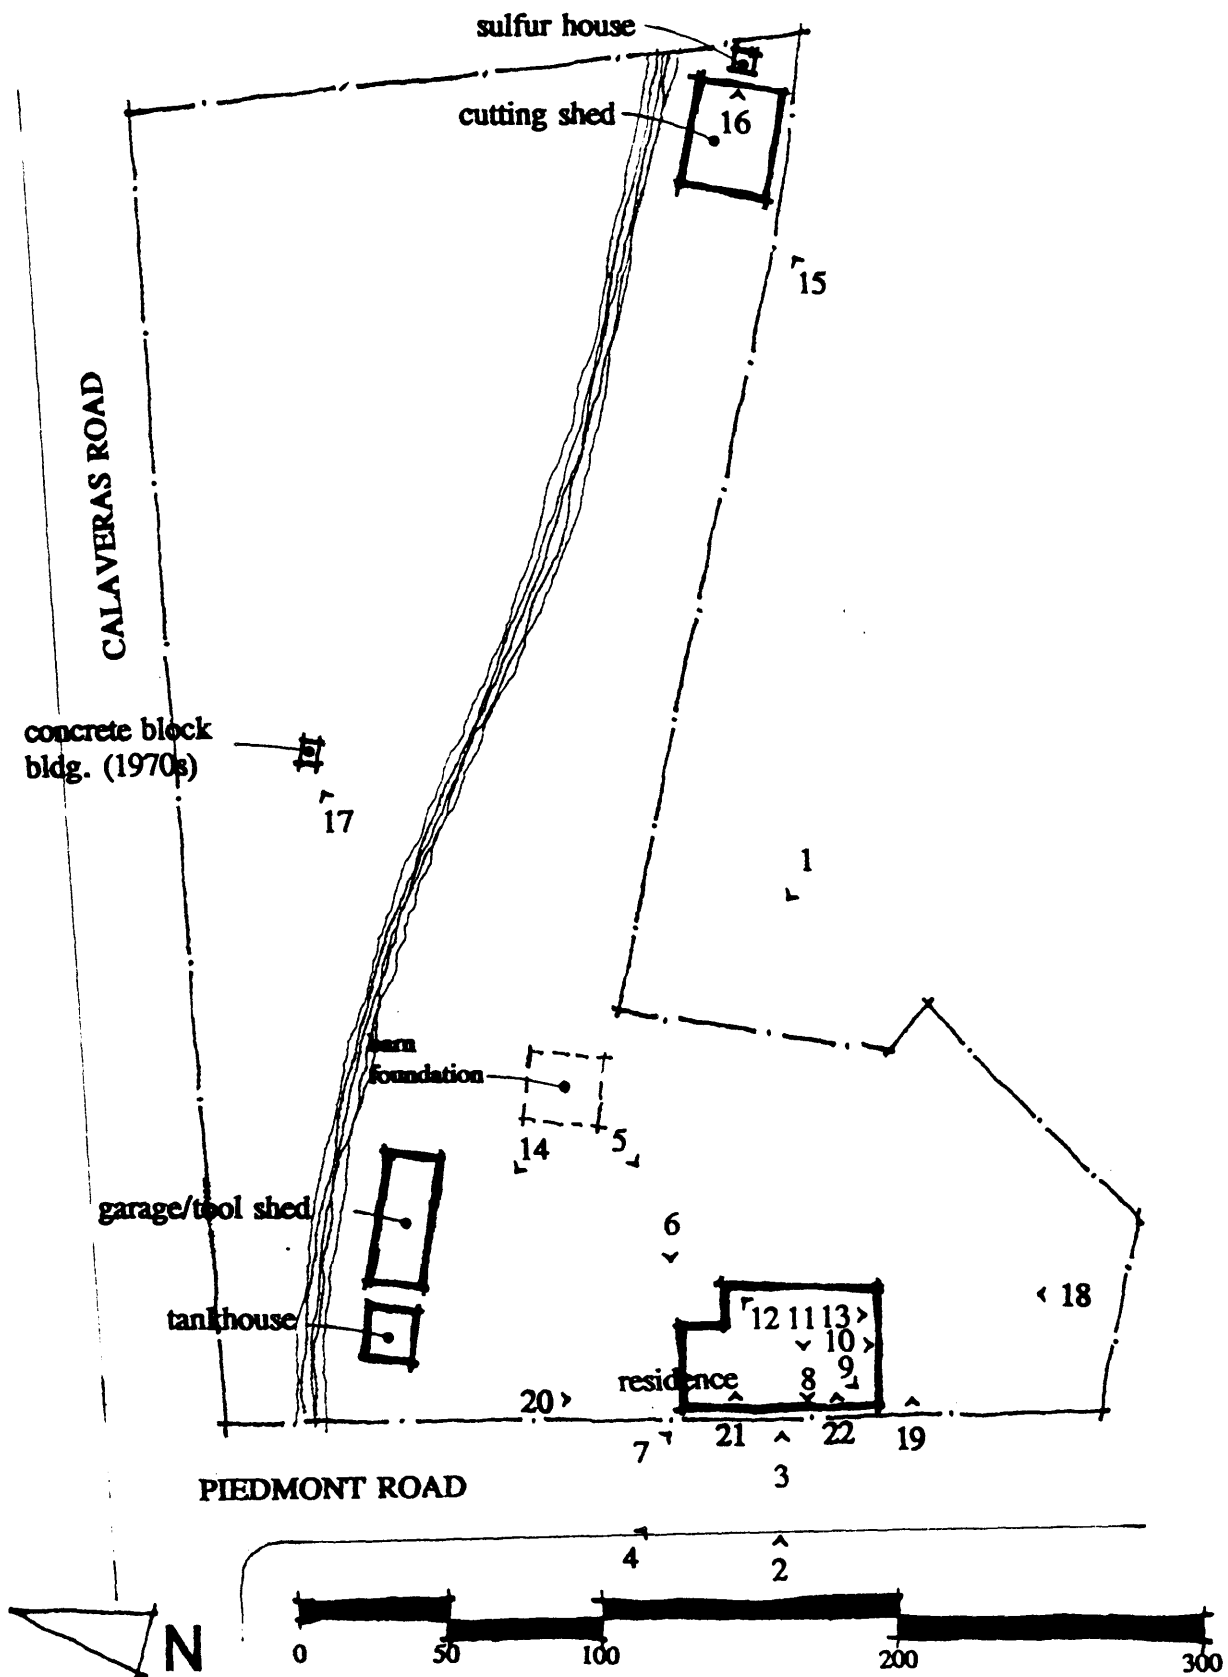 sulfur house
cutting shed
16
15
CALAVERAS ROAD
concrete block
bldg. (1970s)
17
1
barn
foundation
14
5
garage/tool shed
6
18
12 11 13
tankhouse
10
9
residence
8
20
7
21
22
19
3
PIEDMONT ROAD
4
2
N
0
50
100
200
300